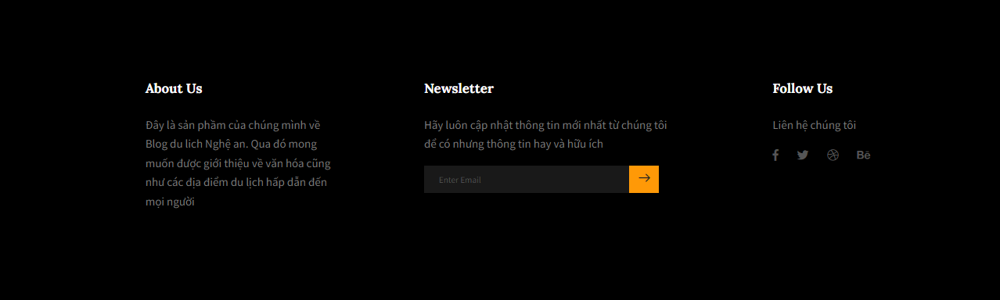 About Us
Đây là sản phầm của chúng mình về
Blog du lich Nghệ an. Qua đó mong
muốn được giới thiệu về văn hóa cũng
như các địa điểm du lịch hấp dẫn đến
mọi người
Newsletter
Hãy luôn cập nhật thông tin mới nhất từ chúng tôi
để có nhưng thông tin hay và hữu ích
Enter Email
Follow Us
Liên hệ chúng tôi